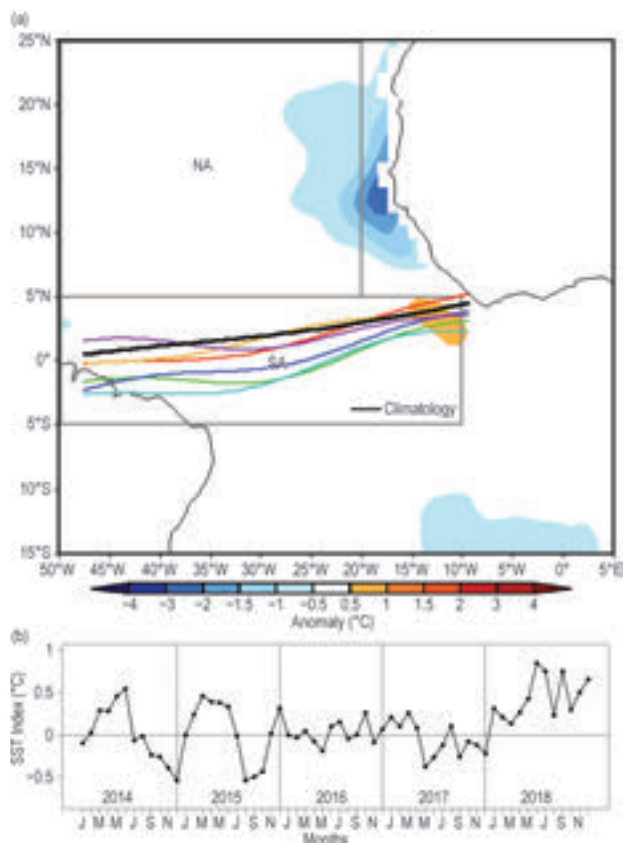 (a)
25°N
20°N
15°N
10°N
5°N
0°
5°S
10°S
15°S
NA
SA
Climatology
50°W 45°W 40°W 35°W 30°W 25°W 20°W 15°W 10°W 5°W 0° 5°E
−4 −3 −2 −1.5 −1 −0.5 0.5 1 1.5 2 3 4
Anomaly (°C)
(b)
SST Index (°C)
1
0.5
0
−0.5
2014 2015 2016 2017 2018
J M M J S N J M M J S N J M M J S N J M M J S N J M M J S N
Months